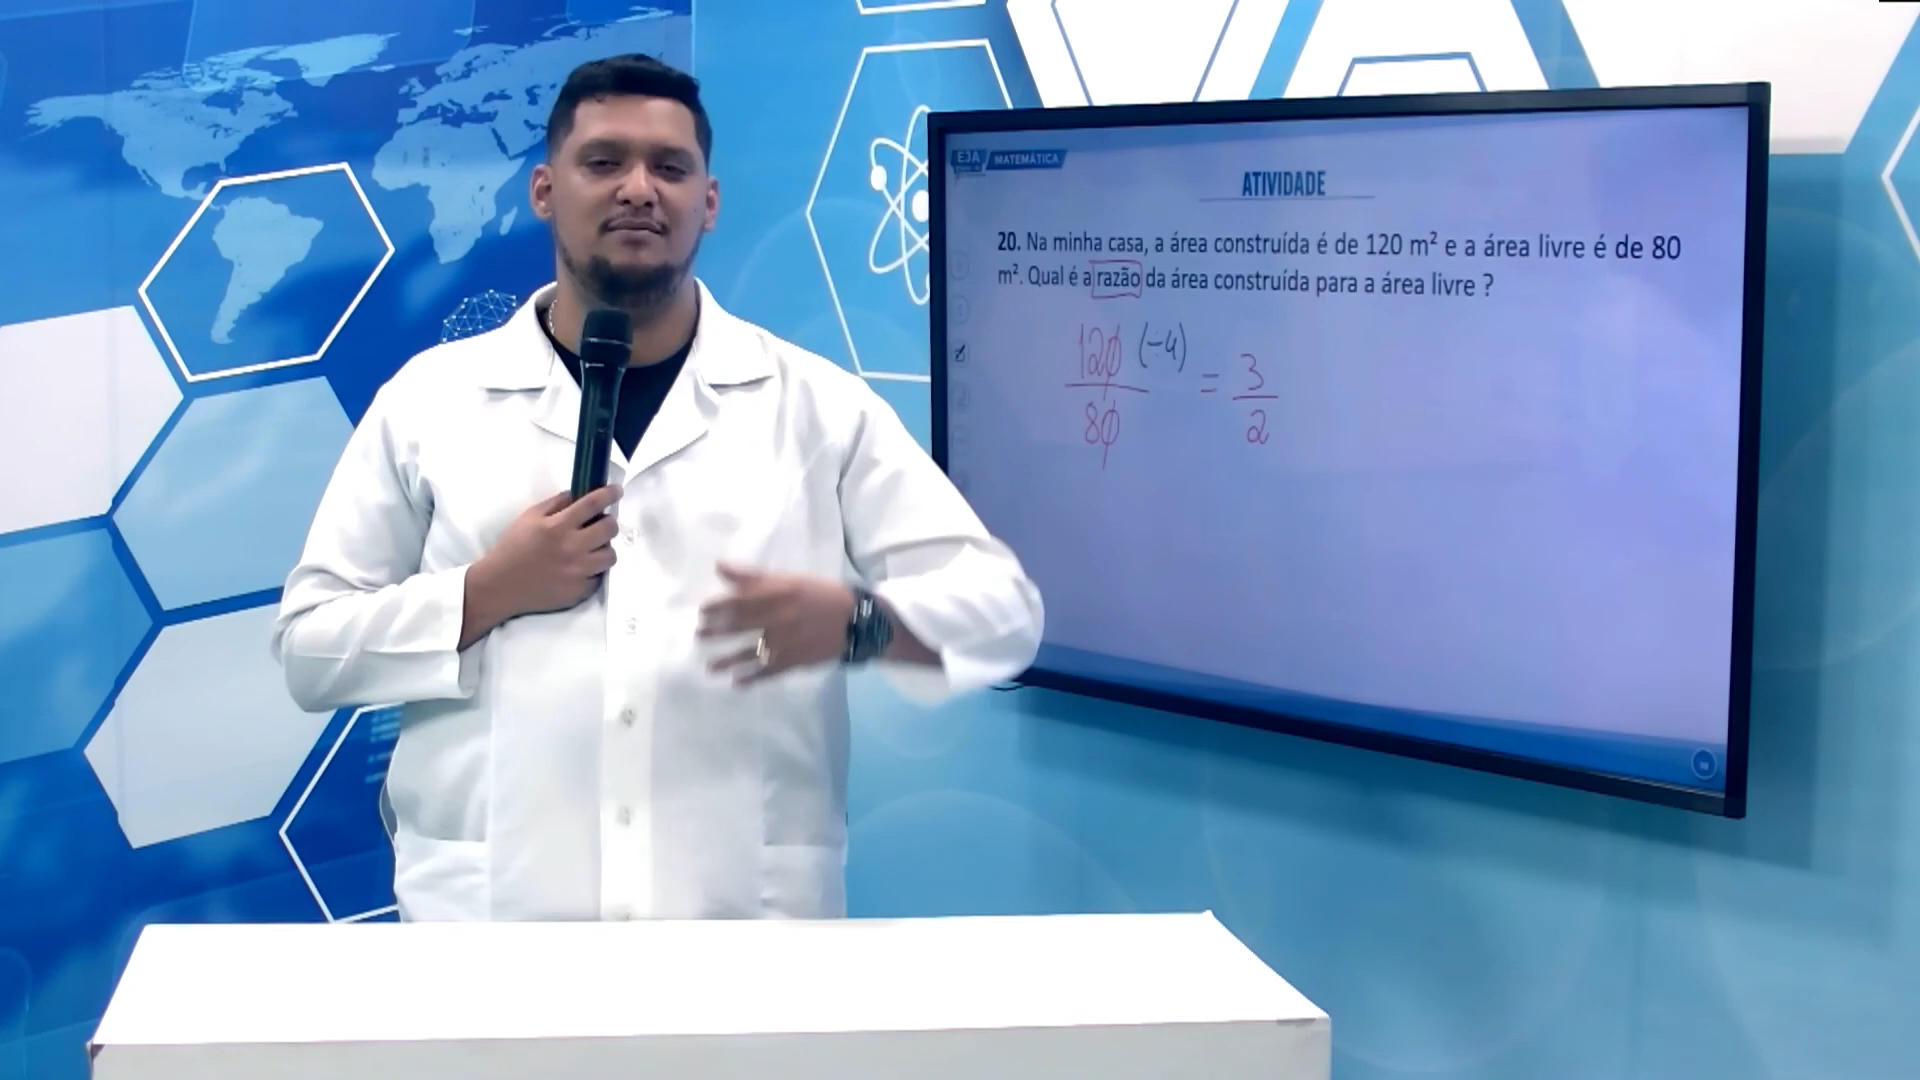 EJA MATEMÁTICA
ATIVIDADE
20. Na minha casa, a área construída é de 120 m² e a área livre é de 80
m². Qual é a razão da área construída para a área livre ?
120 (÷4) = 3
80 2